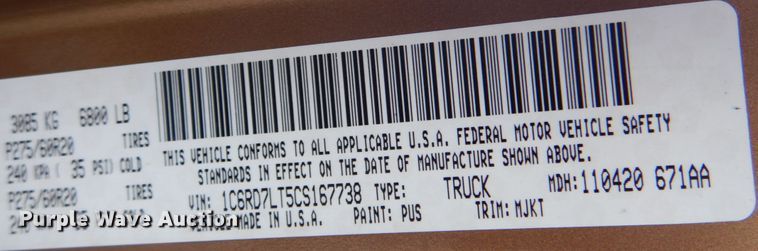 3085 KG 6800 LB
P275/60R20 TIRES
240 KPA ( 35 PSI) COLD
P275/60R20 TIRES
240
THIS VEHICLE CONFORMS TO ALL APPLICABLE U.S.A. FEDERAL MOTOR VEHICLE SAFETY
STANDARDS IN EFFECT ON THE DATE OF MANUFACTURE SHOWN ABOVE.
VIN: 1C6RD7LT5CS167738 TYPE: TRUCK MDH: 110420 671AA
VEHICLE MADE IN U.S.A. PAINT: PUS TRIM: MJKT
Purple Wave Auction